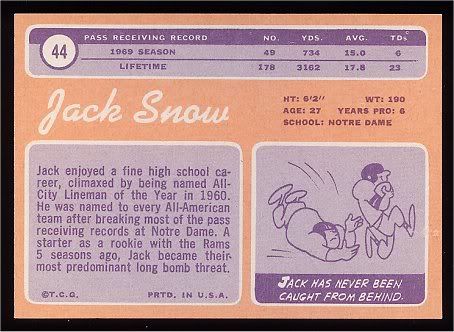 44
PASS RECEIVING RECORD NO. YDS. AVG. TDs
1969 SEASON 49 734 15.0 6
LIFETIME 178 3162 17.8 23
Jack Snow
HT: 6'2" WT: 190
AGE: 27 YEARS PRO: 6
SCHOOL: NOTRE DAME
Jack enjoyed a fine high school ca-
reer, climaxed by being named All-
City Lineman of the Year in 1960.
He was named to every All-American
team after breaking most of the pass
receiving records at Notre Dame. A
starter as a rookie with the Rams
5 seasons ago, Jack became their
most predominant long bomb threat.
©T.C.G. PRTD. IN U.S.A.
JACK HAS NEVER BEEN
CAUGHT FROM BEHIND.